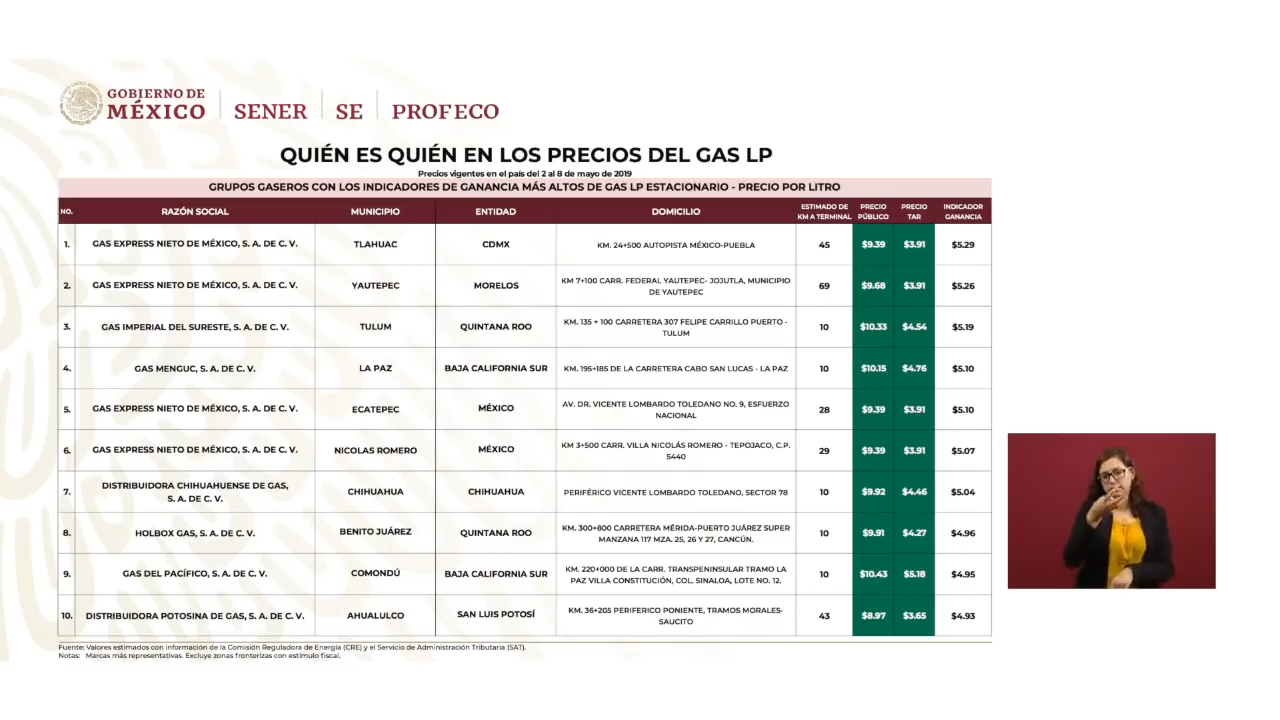 GOBIERNO DE
MÉXICO
SENER
SE
PROFECO
QUIÉN ES QUIÉN EN LOS PRECIOS DEL GAS LP
Precios vigentes en el país del 2 al 8 de mayo de 2019
GRUPOS GASEROS CON LOS INDICADORES DE GANANCIA MÁS ALTOS DE GAS LP ESTACIONARIO - PRECIO POR LITRO
NO. RAZÓN SOCIAL MUNICIPIO ENTIDAD DOMICILIO ESTIMADO DE KM A TERMINAL PRECIO PÚBLICO PRECIO TAR INDICADOR GANANCIA
1. GAS EXPRESS NIETO DE MÉXICO, S. A. DE C. V. TLAHUAC CDMX KM. 24+500 AUTOPISTA MÉXICO-PUEBLA 45 $9.39 $3.91 $5.29
2. GAS EXPRESS NIETO DE MÉXICO, S. A. DE C. V. YAUTEPEC MORELOS KM 7+100 CARR. FEDERAL YAUTEPEC- JOJUTLA, MUNICIPIO DE YAUTEPEC 69 $9.68 $3.91 $5.26
3. GAS IMPERIAL DEL SURESTE, S. A. DE C. V. TULUM QUINTANA ROO KM. 135 + 100 CARRETERA 307 FELIPE CARRILLO PUERTO - TULUM 10 $10.33 $4.54 $5.19
4. GAS MENGUC, S. A. DE C. V. LA PAZ BAJA CALIFORNIA SUR KM. 195+185 DE LA CARRETERA CABO SAN LUCAS - LA PAZ 10 $10.15 $4.76 $5.10
5. GAS EXPRESS NIETO DE MÉXICO, S. A. DE C. V. ECATEPEC MÉXICO AV. DR. VICENTE LOMBARDO TOLEDANO NO. 9, ESFUERZO NACIONAL 28 $9.39 $3.91 $5.10
6. GAS EXPRESS NIETO DE MÉXICO, S. A. DE C. V. NICOLAS ROMERO MÉXICO KM 3+500 CARR. VILLA NICOLÁS ROMERO - TEPOJACO, C.P. 5440 29 $9.39 $3.91 $5.07
7. DISTRIBUIDORA CHIHUAHUENSE DE GAS, S. A. DE C. V. CHIHUAHUA CHIHUAHUA PERIFÉRICO VICENTE LOMBARDO TOLEDANO, SECTOR 78 10 $9.92 $4.46 $5.04
8. HOLBOX GAS, S. A. DE C. V. BENITO JUÁREZ QUINTANA ROO KM. 300+800 CARRETERA MÉRIDA-PUERTO JUÁREZ SUPER MANZANA 117 MZA. 25, 26 Y 27, CANCÚN. 10 $9.91 $4.27 $4.96
9. GAS DEL PACÍFICO, S. A. DE C. V. COMONDÚ BAJA CALIFORNIA SUR KM. 220+000 DE LA CARR. TRANSPENINSULAR TRAMO LA PAZ VILLA CONSTITUCIÓN, COL. SINALOA, LOTE NO. 12. 10 $10.43 $5.18 $4.95
10. DISTRIBUIDORA POTOSINA DE GAS, S. A. DE C. V. AHUALULCO SAN LUIS POTOSÍ KM. 36+205 PERIFERICO PONIENTE, TRAMOS MORALES-SAUCITO 43 $8.97 $3.65 $4.93
Fuente: Valores estimados con información de la Comisión Reguladora de Energía (CRE) y el Servicio de Administración Tributaria (SAT).
Notas: Marcas más representativas. Excluye zonas fronterizas con estímulo fiscal.